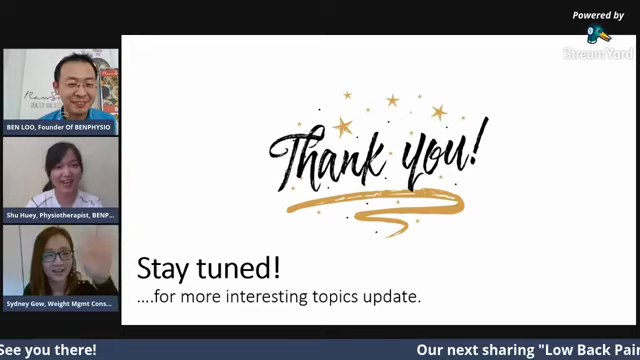 Powered by
StreamYard
BEN LOO, Founder Of BENPHYSIO
Shu Huey, Physiotherapist, BENP...
Sydney Gow, Weight Mgmt Cons...
Thank you!
Stay tuned!
....for more interesting topics update.
See you there!
Our next sharing "Low Back Pain